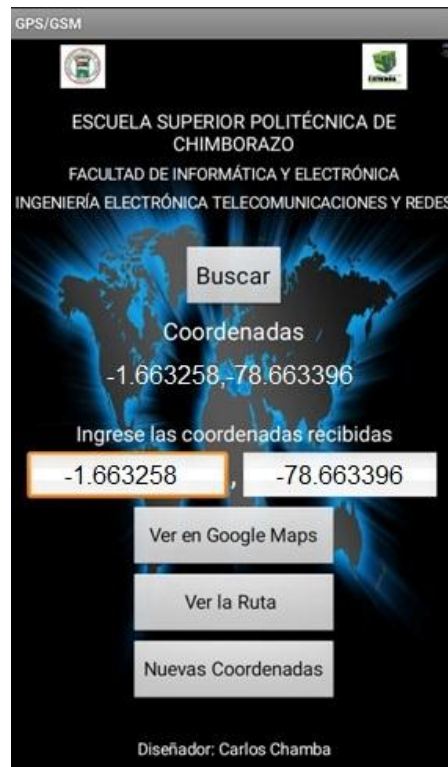 GPS/GSM
ESCUELA SUPERIOR POLITÉCNICA DE
CHIMBORAZO
FACULTAD DE INFORMÁTICA Y ELECTRÓNICA
INGENIERÍA ELECTRÓNICA TELECOMUNICACIONES Y REDES
Buscar
Coordenadas
-1.663258,-78.663396
Ingrese las coordenadas recibidas
-1.663258 , -78.663396
Ver en Google Maps
Ver la Ruta
Nuevas Coordenadas
Diseñador: Carlos Chamba